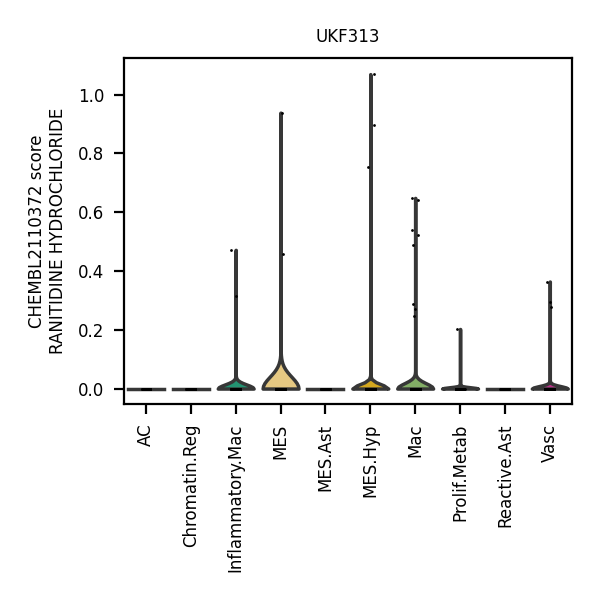 UKF313
CHEMBL2110372 score
RANITIDINE HYDROCHLORIDE
1.0
0.8
0.6
0.4
0.2
0.0
AC
Chromatin.Reg
Inflammatory.Mac
MES
MES.Ast
MES.Hyp
Mac
Prolif.Metab
Reactive.Ast
Vasc